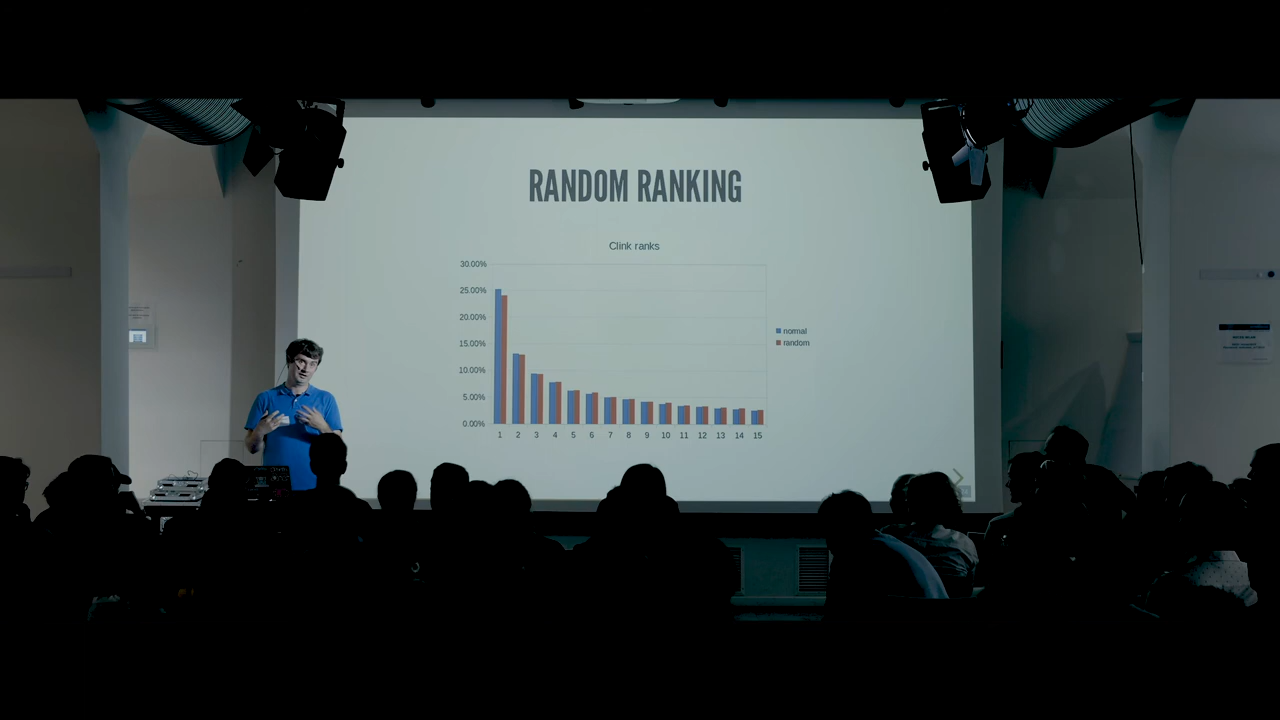 RANDOM RANKING
Clink ranks
30.00%
25.00%
20.00%
15.00%
10.00%
5.00%
0.00%
1 2 3 4 5 6 7 8 9 10 11 12 13 14 15
normal
random